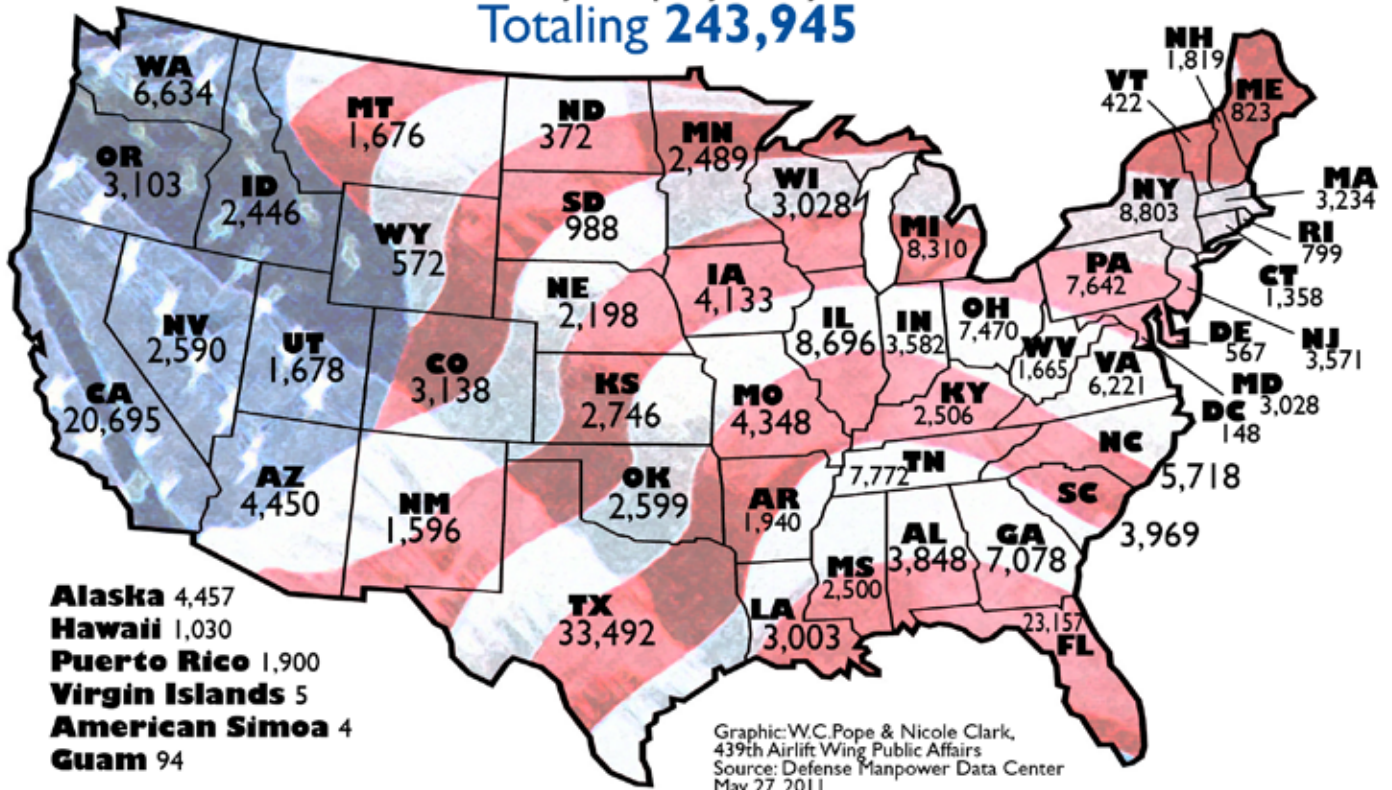 Totaling 243,945
NH
1,819
VT
422
ME
823
WA
6,634
MT
1,676
ND
372
MN
2,489
OR
3,103
ID
2,446
WI
3,028
MI
8,310
NY
8,803
MA
3,234
RI
799
CT
1,358
SD
988
WY
572
IA
4,133
PA
7,642
NE
2,198
NV
2,590
UT
1,678
CO
3,138
IL
8,696
IN
3,582
OH
7,470
WV
1,665
VA
6,221
DE
567
NJ
3,571
MD
3,028
DC
148
CA
20,695
KS
2,746
MO
4,348
KY
2,506
NC
5,718
TN
7,772
AZ
4,450
NM
1,596
OK
2,599
AR
1,940
SC
3,969
MS
2,500
AL
3,848
GA
7,078
TX
33,492
LA
3,003
23,157
FL
Alaska 4,457
Hawaii 1,030
Puerto Rico 1,900
Virgin Islands 5
American Simoa 4
Guam 94
Graphic: W.C.Pope & Nicole Clark,
439th Airlift Wing Public Affairs
Source: Defense Manpower Data Center
May 27, 2011